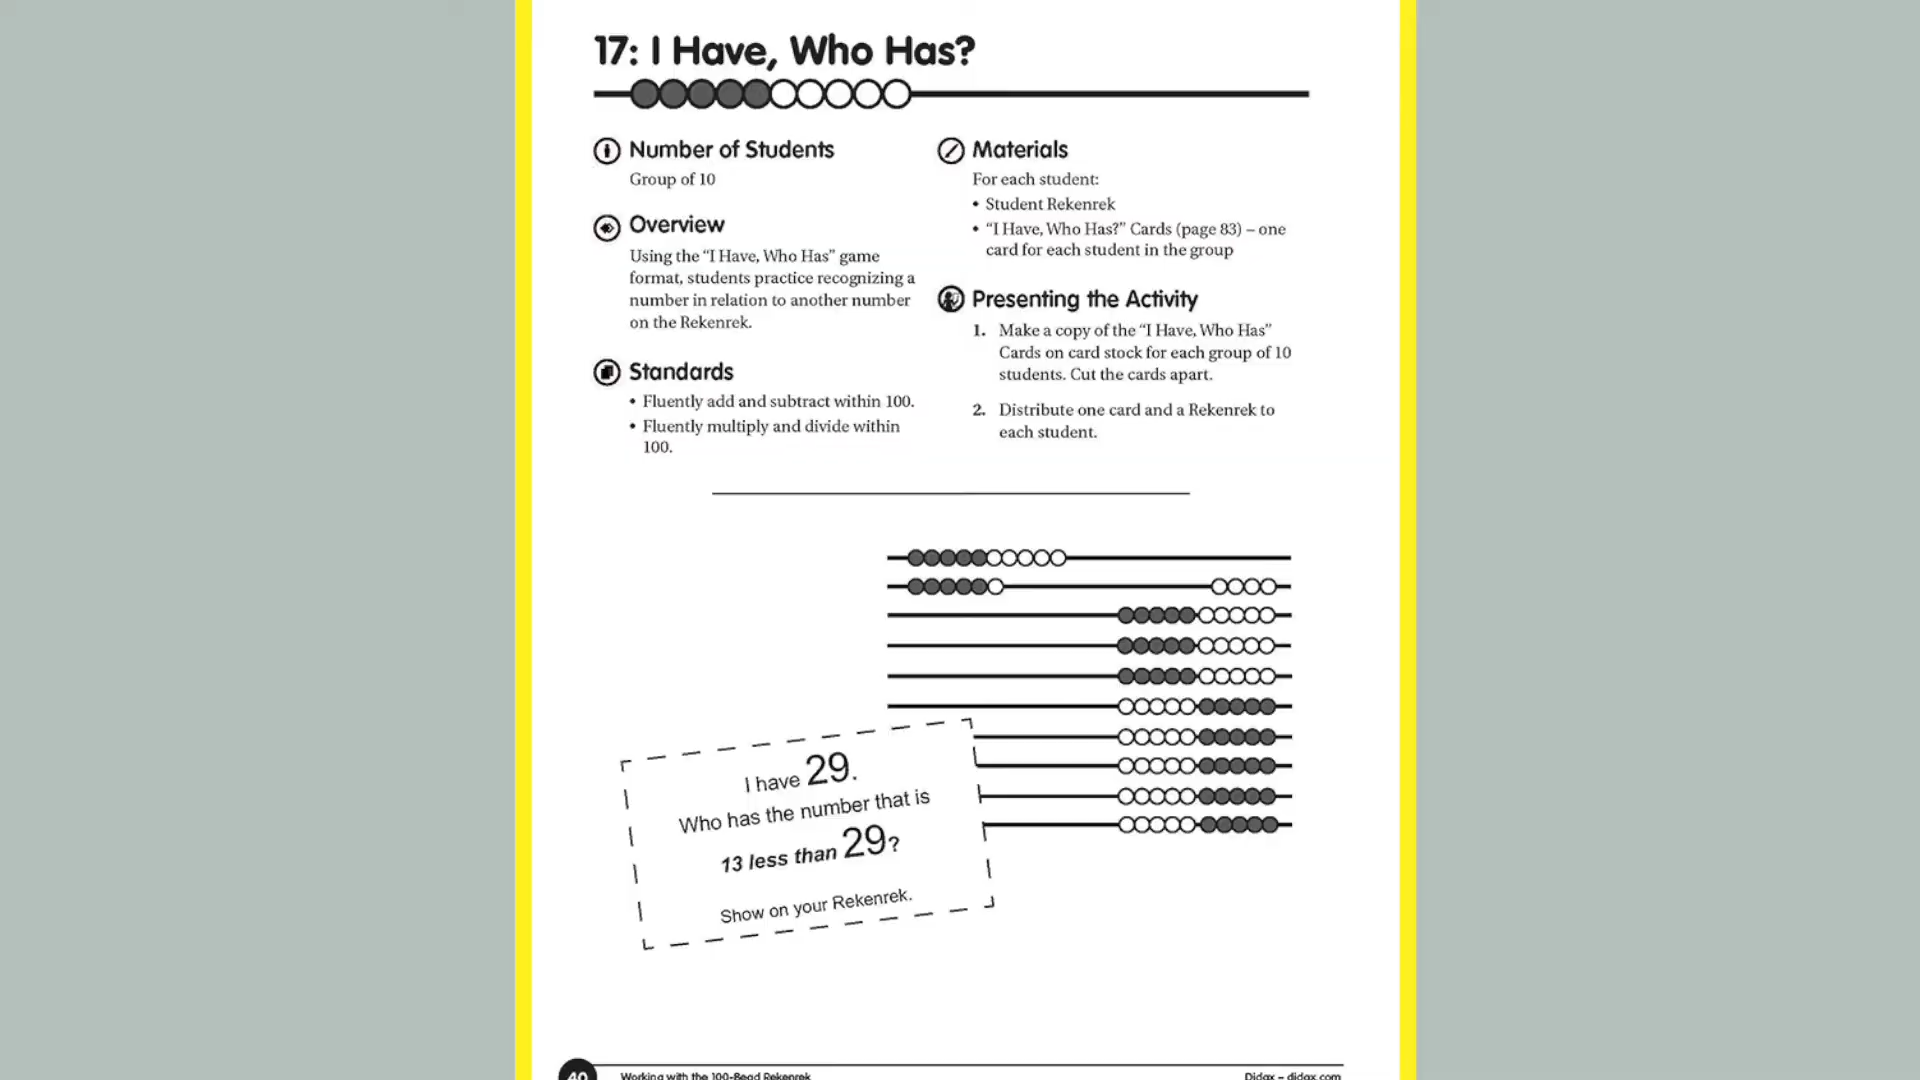 17: I Have, Who Has?
Number of Students
Group of 10
Overview
Using the “I Have, Who Has” game
format, students practice recognizing a
number in relation to another number
on the Rekenrek.
Standards
• Fluently add and subtract within 100.
• Fluently multiply and divide within
100.
Materials
For each student:
• Student Rekenrek
• “I Have, Who Has?” Cards (page 83) – one
card for each student in the group
Presenting the Activity
1. Make a copy of the “I Have, Who Has”
Cards on card stock for each group of 10
students. Cut the cards apart.
2. Distribute one card and a Rekenrek to
each student.
I have 29.
Who has the number that is
13 less than 29?
Show on your Rekenrek.
40 Working with the 100-Bead Rekenrek
Didax – didax.com